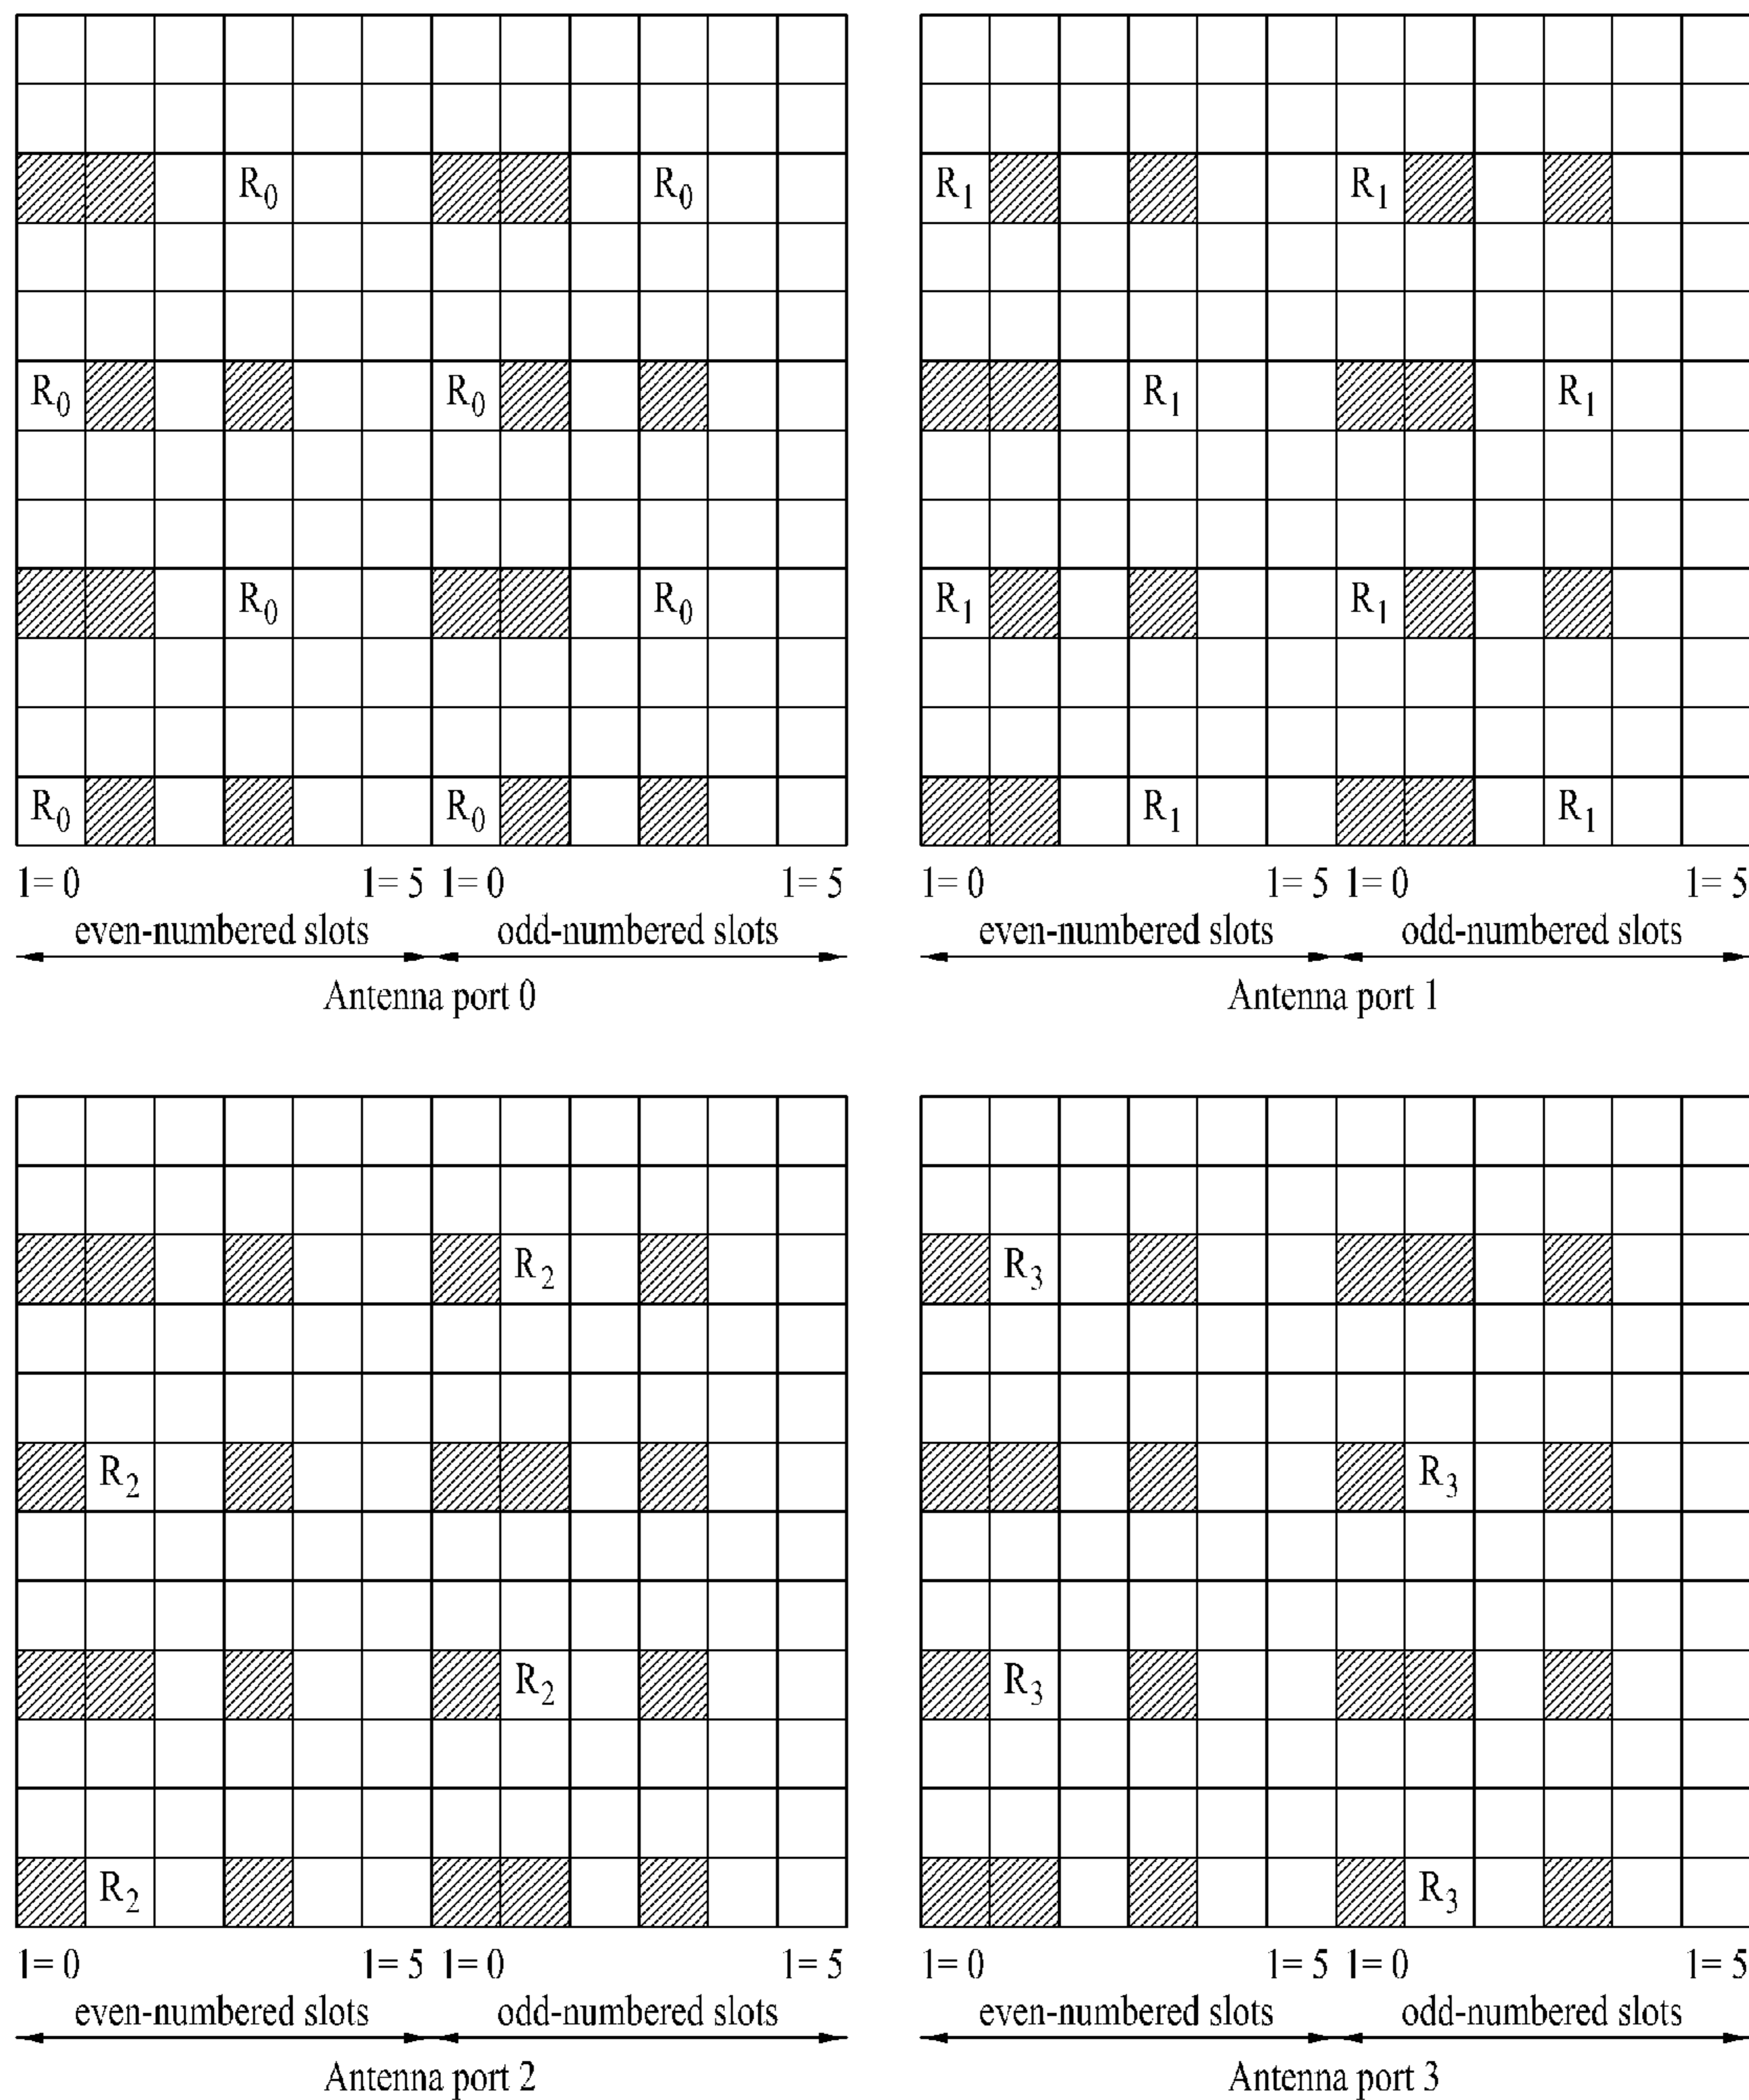 R0 R0 R1 R1
R0 R0 R1 R1
R0 R0 R1 R1
R0 R0 R1 R1
l= 0 l= 5 l= 0 l= 5 l= 0 l= 5 l= 0 l= 5
even-numbered slots odd-numbered slots even-numbered slots odd-numbered slots
Antenna port 0 Antenna port 1
R2 R3
R2 R3
R2 R3
R2 R3
l= 0 l= 5 l= 0 l= 5 l= 0 l= 5 l= 0 l= 5
even-numbered slots odd-numbered slots even-numbered slots odd-numbered slots
Antenna port 2 Antenna port 3